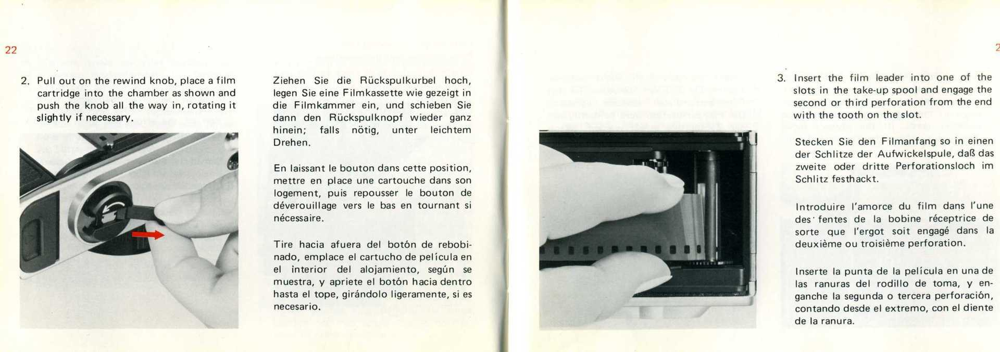 22
2. Pull out on the rewind knob, place a film
cartridge into the chamber as shown and
push the knob all the way in, rotating it
slightly if necessary.
Ziehen Sie die Rückspulkurbel hoch,
legen Sie eine Filmkassette wie gezeigt in
die Filmkammer ein, und schieben Sie
dann den Rückspulknopf wieder ganz
hinein; falls nötig, unter leichtem
Drehen.
En laissant le bouton dans cette position,
mettre en place une cartouche dans son
logement, puis repousser le bouton de
déverouillage vers le bas en tournant si
nécessaire.
Tire hacia afuera del botón de rebobi-
nado, emplace el cartucho de película en
el interior del alojamiento, según se
muestra, y apriete el botón hacia dentro
hasta el tope, girándolo ligeramente, si es
necesario.
2
3. Insert the film leader into one of the
slots in the take-up spool and engage the
second or third perforation from the end
with the tooth on the slot.
Stecken Sie den Filmanfang so in einen
der Schlitze der Aufwickelspule, daß das
zweite oder dritte Perforationsloch im
Schlitz festhackt.
Introduire l'amorce du film dans l'une
des fentes de la bobine réceptrice de
sorte que l'ergot soit engagé dans la
deuxième ou troisième perforation.
Inserte la punta de la película en una de
las ranuras del rodillo de toma, y en-
ganche la segunda o tercera perforación,
contando desde el extremo, con el diente
de la ranura.